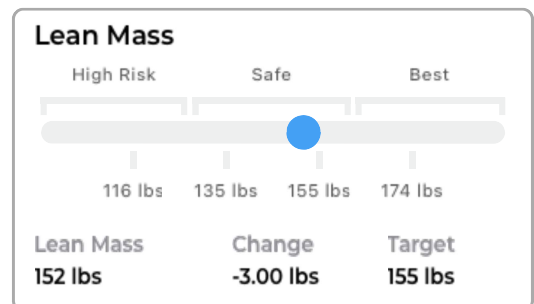 Lean Mass
High Risk Safe Best
116 lbs 135 lbs 155 lbs 174 lbs
Lean Mass Change Target
152 lbs -3.00 lbs 155 lbs